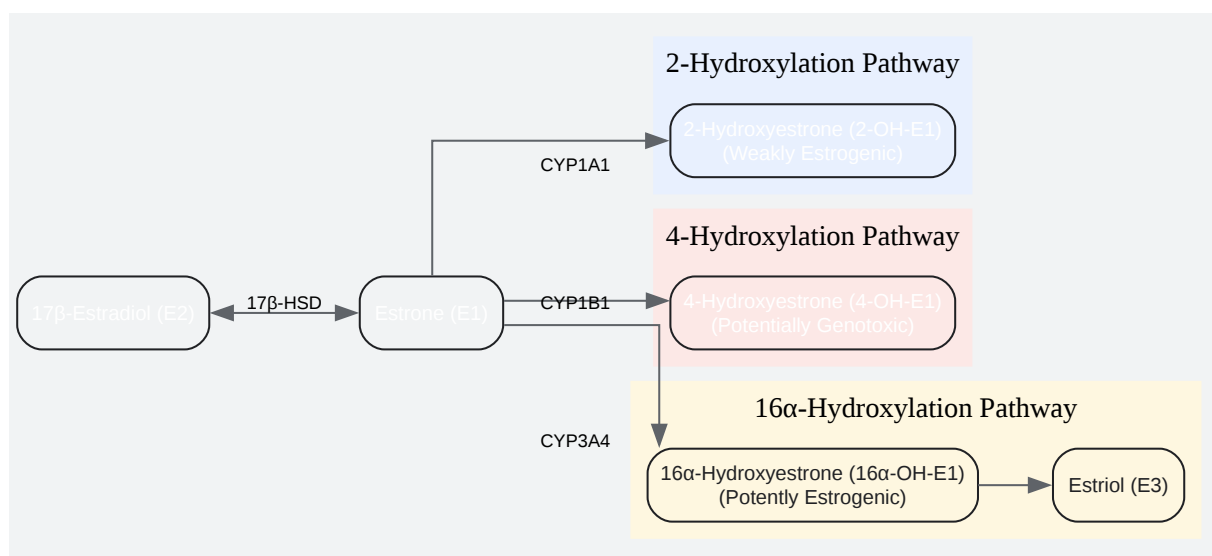 2-Hydroxylation Pathway
2-Hydroxyestrone (2-OH-E1)
(Weakly Estrogenic)
CYP1A1
4-Hydroxylation Pathway
17β-Estradiol (E2)
17β-HSD
Estrone (E1)
CYP1B1
4-Hydroxyestrone (4-OH-E1)
(Potentially Genotoxic)
16α-Hydroxylation Pathway
CYP3A4
16α-Hydroxyestrone (16α-OH-E1)
(Potently Estrogenic)
Estriol (E3)